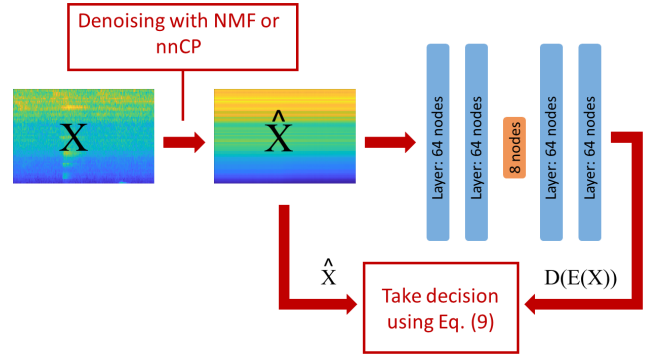 Denoising with NMF or
nnCP
X
X̂
Layer: 64 nodes
Layer: 64 nodes
8 nodes
Layer: 64 nodes
Layer: 64 nodes
X̂
D(E(X))
Take decision
using Eq. (9)